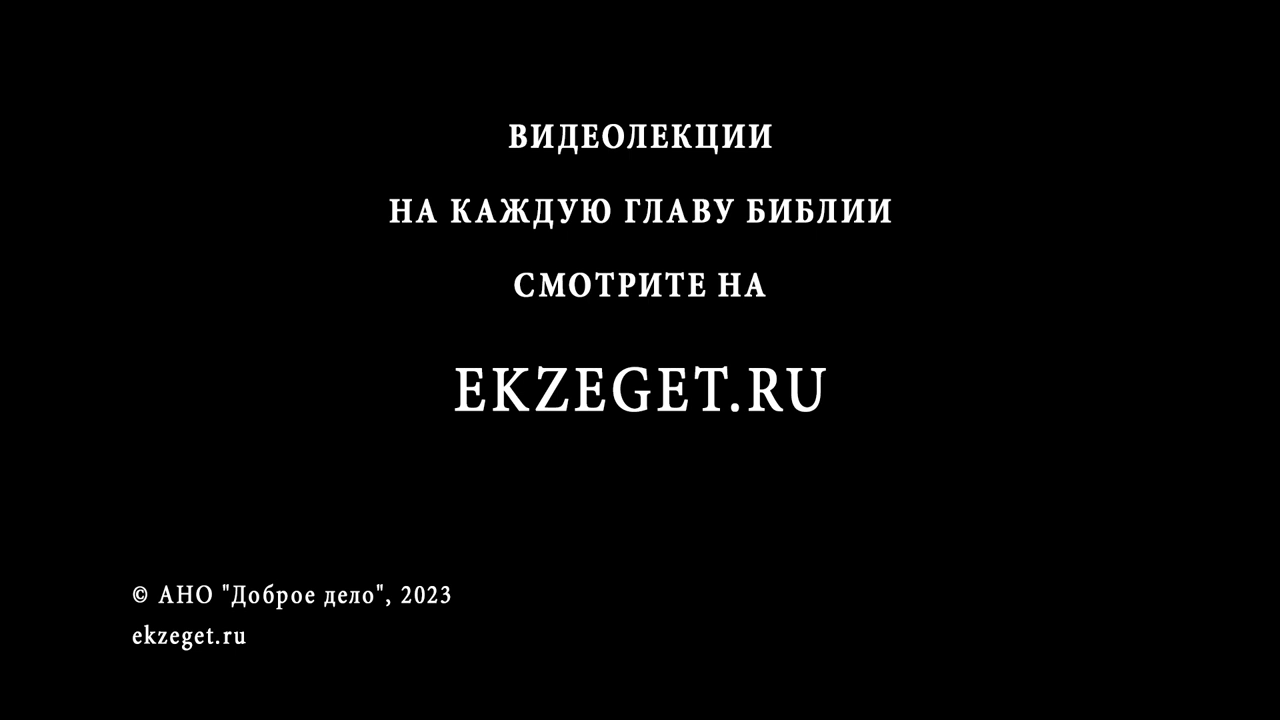 ВИДЕОЛЕКЦИИ
НА КАЖДУЮ ГЛАВУ БИБЛИИ
СМОТРИТЕ НА
EKZEGET.RU
© АНО "Доброе дело", 2023
ekzeget.ru